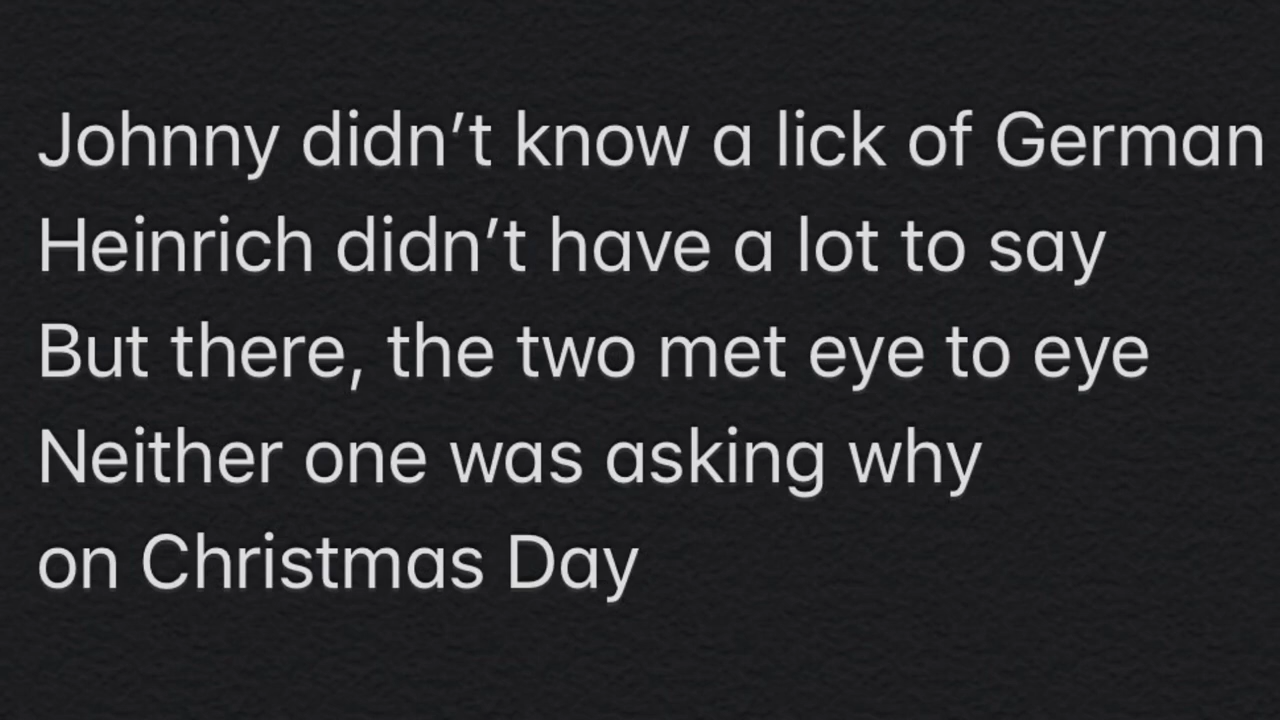 Johnny didn’t know a lick of German
Heinrich didn’t have a lot to say
But there, the two met eye to eye
Neither one was asking why
on Christmas Day